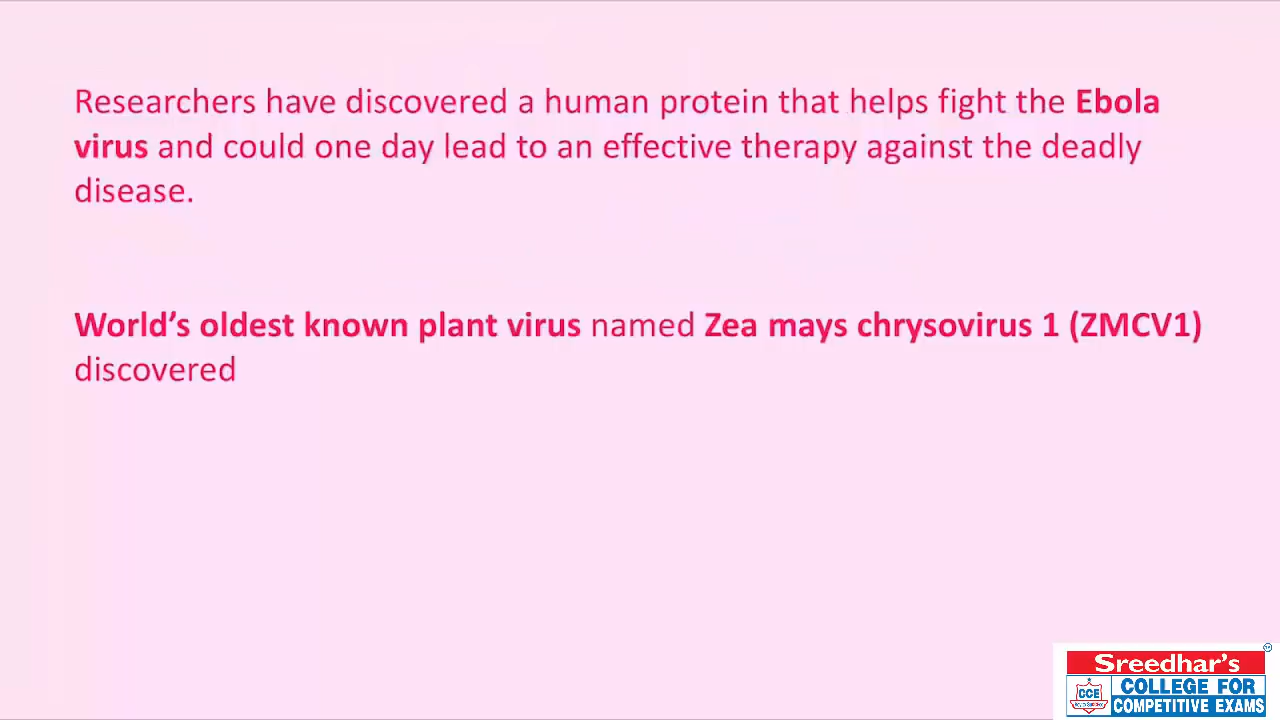 Researchers have discovered a human protein that helps fight the Ebola
virus and could one day lead to an effective therapy against the deadly
disease.
World’s oldest known plant virus named Zea mays chrysovirus 1 (ZMCV1)
discovered
Sreedhar's
CCE
COLLEGE FOR
COMPETITIVE EXAMS